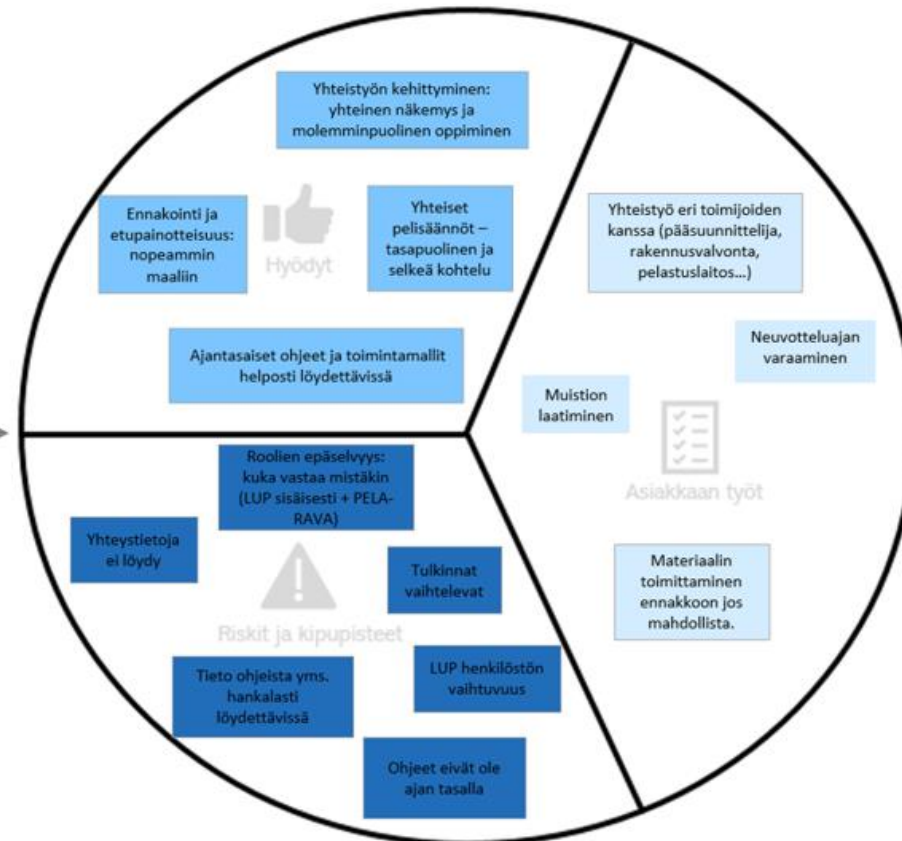 Yhteistyön kehittyminen:
yhteinen näkemys ja
molemminpuolinen oppiminen
Ennakointi ja
etupainotteisuus:
nopeammin
maaliin
Hyödyt
Yhteiset
pelisäännöt –
tasapuolinen ja
selkeä kohtelu
Ajantasaiset ohjeet ja toimintamallit
helposti löydettävissä
Yhteistyö eri toimijoiden
kanssa (pääsuunnittelija,
rakennusvalvonta,
pelastuslaitos...)
Neuvotteluajan
varaaminen
Muistion
laatiminen
Asiakkaan työt
Materiaalin
toimittaminen
ennakkoon jos
mahdollista.
Roolien epäselvyys:
kuka vastaa mistäkin
(LUP sisäisesti + PELA-
RAVA)
Yhteystietoja
ei löydy
Tulkinnat
vaihtelevat
Riskit ja kipupisteet
Tieto ohjeista yms.
hankalasti
löydettävissä
LUP henkilöstön
vaihtuvuus
Ohjeet eivät ole
ajan tasalla